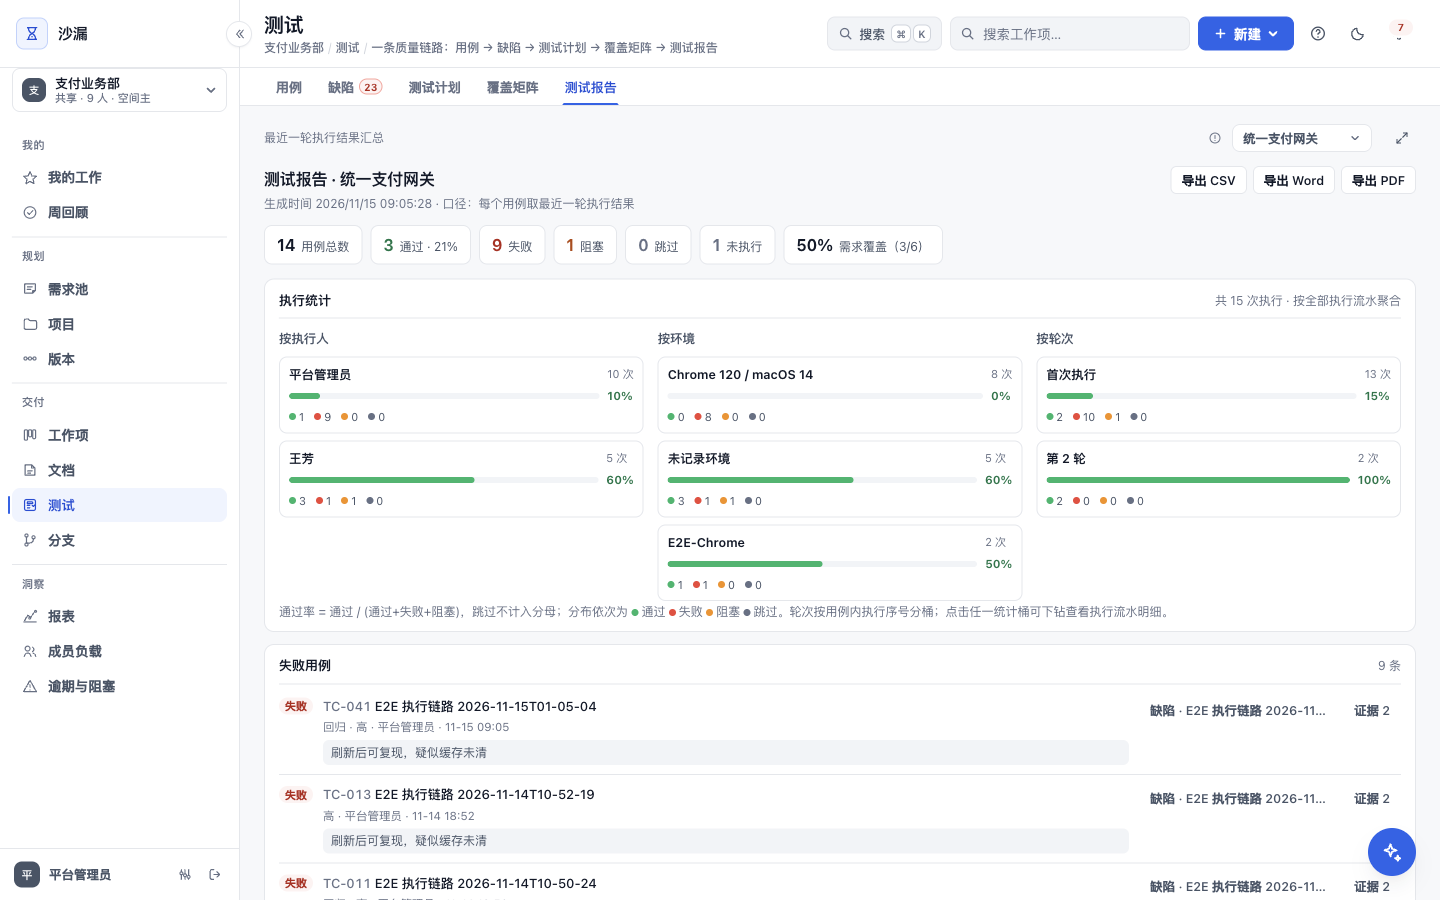 沙漏
支付业务部
共享 · 9 人 · 空间主
我的
我的工作
周回顾
规划
需求池
项目
版本
交付
工作项
文档
测试
分支
洞察
报表
成员负载
逾期与阻塞
平
平台管理员
测试
支付业务部 / 测试 / 一条质量链路：用例 → 缺陷 → 测试计划 → 覆盖矩阵 → 测试报告
搜索 ⌘ K
搜索工作项...
+ 新建
7
用例
缺陷 23
测试计划
覆盖矩阵
测试报告
最近一轮执行结果汇总
统一支付网关
测试报告 · 统一支付网关
生成时间 2026/11/15 09:05:28 · 口径：每个用例取最近一轮执行结果
导出 CSV
导出 Word
导出 PDF
14 用例总数
3 通过 · 21%
9 失败
1 阻塞
0 跳过
1 未执行
50% 需求覆盖（3/6）
执行统计
共 15 次执行 · 按全部执行流水聚合
按执行人
平台管理员 10 次
10%
1 9 0 0
王芳 5 次
60%
3 1 1 0
按环境
Chrome 120 / macOS 14 8 次
0%
0 8 0 0
未记录环境 5 次
60%
3 1 1 0
E2E-Chrome 2 次
50%
1 1 0 0
按轮次
首次执行 13 次
15%
2 10 1 0
第 2 轮 2 次
100%
2 0 0 0
通过率 = 通过 / (通过+失败+阻塞)，跳过不计入分母；分布依次为 通过 失败 阻塞 跳过。轮次按用例内执行序号分桶；点击任一统计桶可下钻查看执行流水明细。
失败用例
9 条
失败 TC-041 E2E 执行链路 2026-11-15T01-05-04
回归 · 高 · 平台管理员 · 11-15 09:05
刷新后可复现，疑似缓存未清
缺陷 · E2E 执行链路 2026-11...
证据 2
失败 TC-013 E2E 执行链路 2026-11-14T10-52-19
高 · 平台管理员 · 11-14 18:52
刷新后可复现，疑似缓存未清
缺陷 · E2E 执行链路 2026-11...
证据 2
失败 TC-011 E2E 执行链路 2026-11-14T10-50-24
缺陷 · E2E 执行链路 2026-11...
证据 2